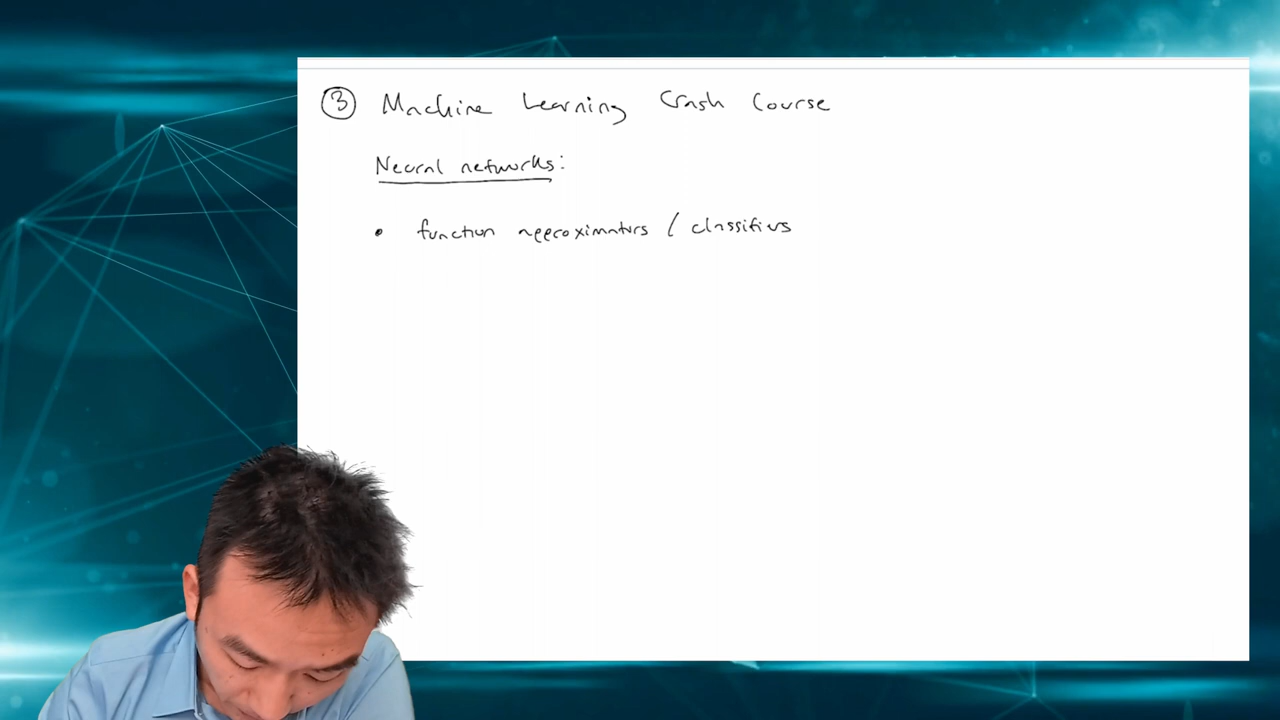 ③ Machine Learning Crash Course
Neural networks:
• function approximators / classifiers